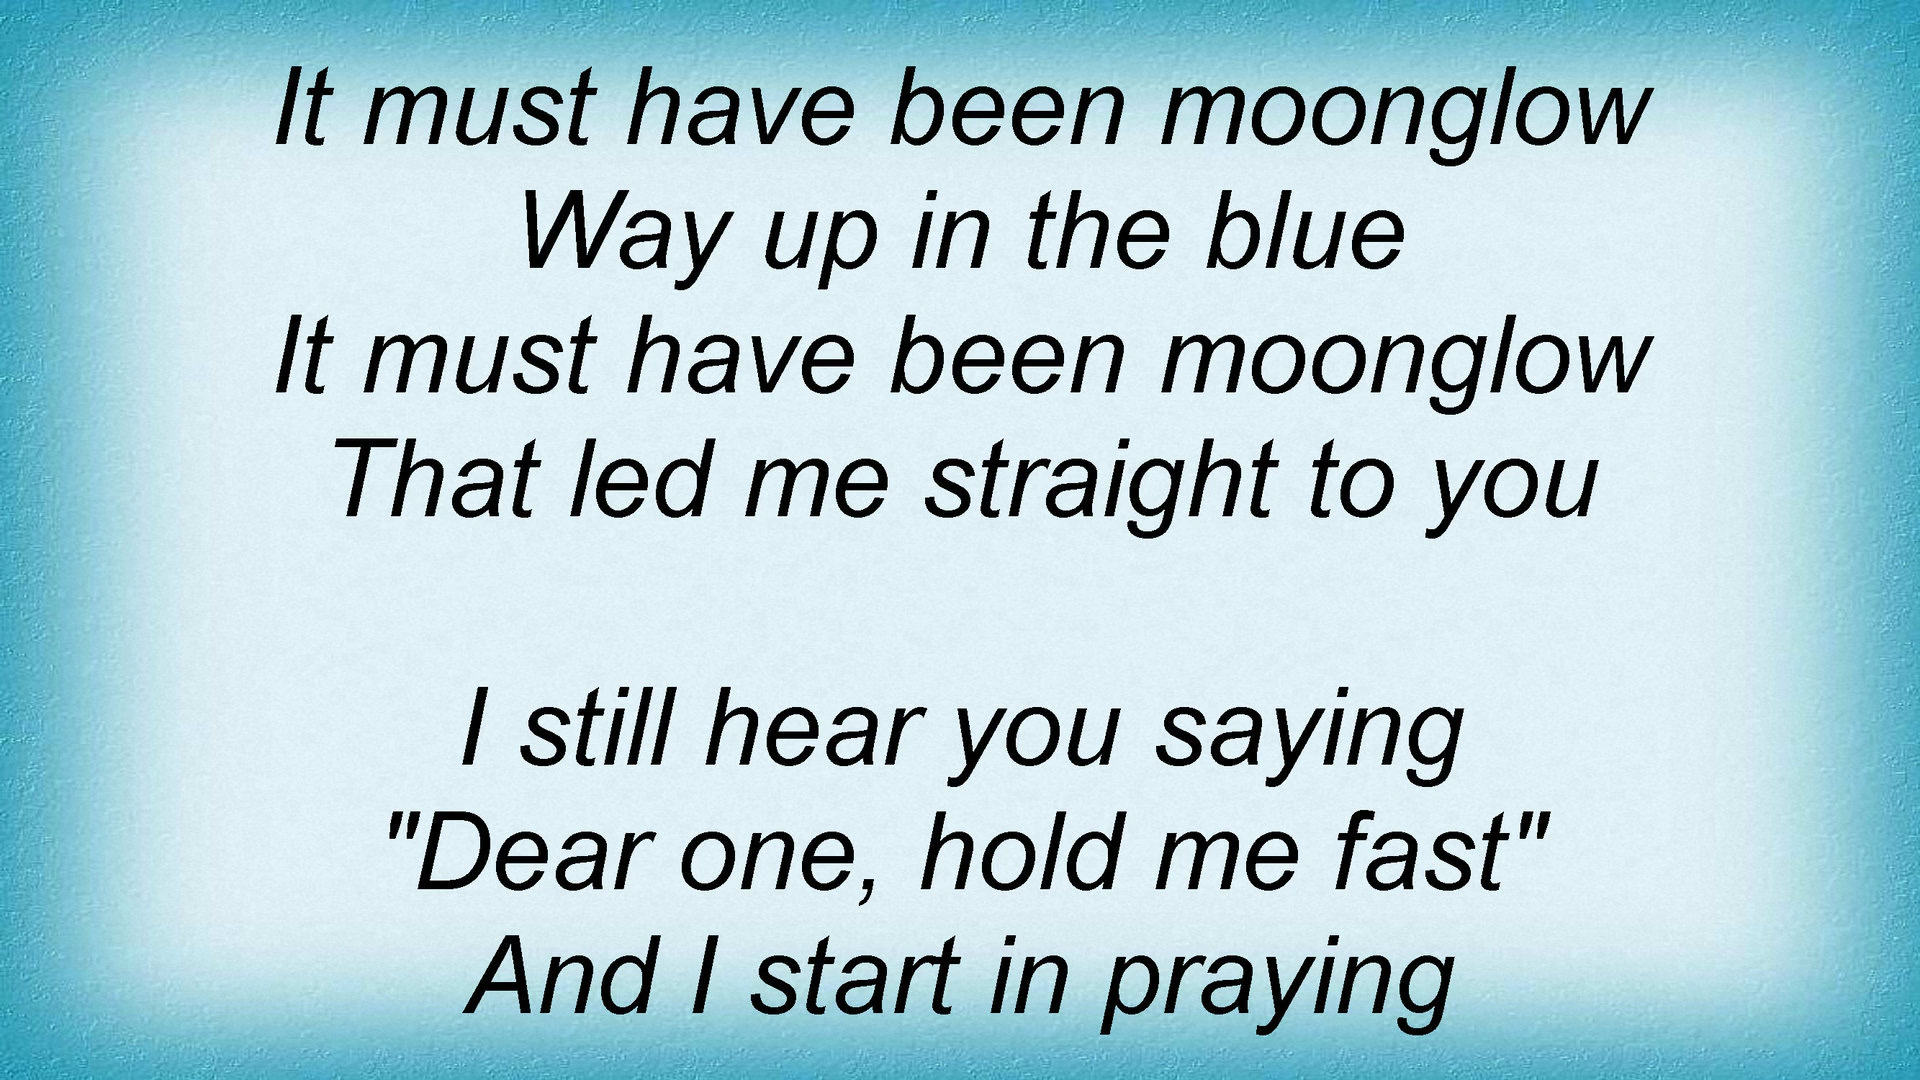 It must have been moonglow
Way up in the blue
It must have been moonglow
That led me straight to you
I still hear you saying
"Dear one, hold me fast"
And I start in praying